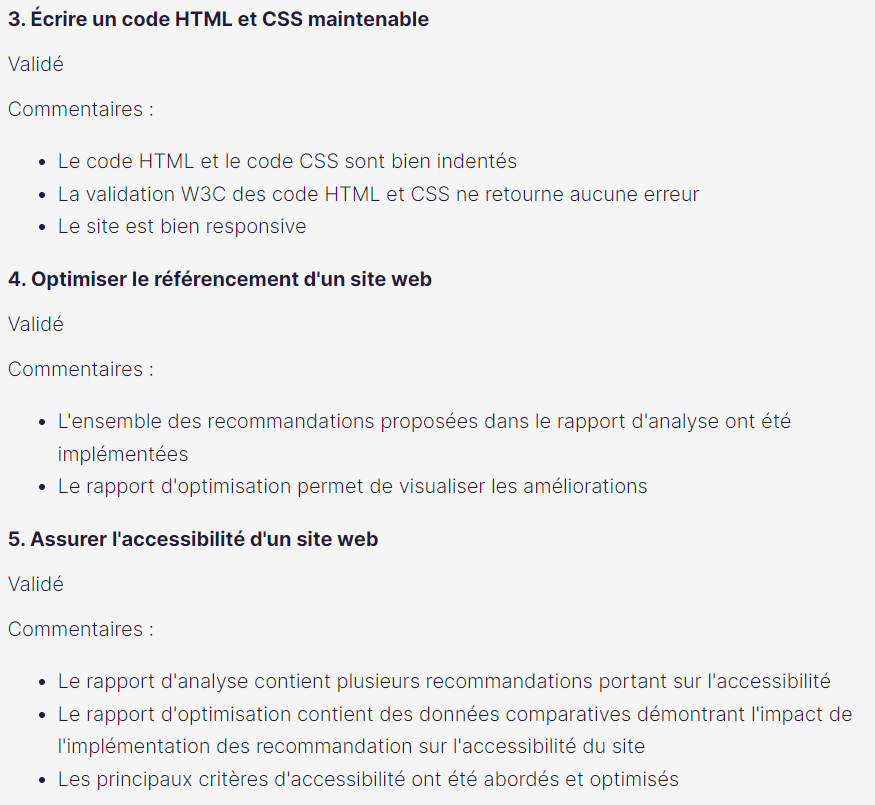 3. Écrire un code HTML et CSS maintenable
Validé
Commentaires :
• Le code HTML et le code CSS sont bien indentés
• La validation W3C des code HTML et CSS ne retourne aucune erreur
• Le site est bien responsive
4. Optimiser le référencement d'un site web
Validé
Commentaires :
• L'ensemble des recommandations proposées dans le rapport d'analyse ont été
implémentées
• Le rapport d'optimisation permet de visualiser les améliorations
5. Assurer l'accessibilité d'un site web
Validé
Commentaires :
• Le rapport d'analyse contient plusieurs recommandations portant sur l'accessibilité
• Le rapport d'optimisation contient des données comparatives démontrant l'impact de
l'implémentation des recommandation sur l'accessibilité du site
• Les principaux critères d'accessibilité ont été abordés et optimisés